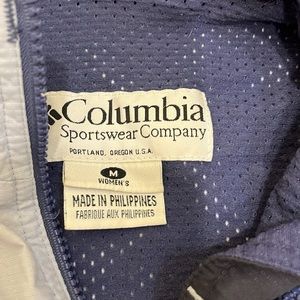 Columbia
Sportswear Company
PORTLAND, OREGON U.S.A.
M
WOMEN'S
MADE IN PHILIPPINES
FABRIQUE AUX PHILIPPINES